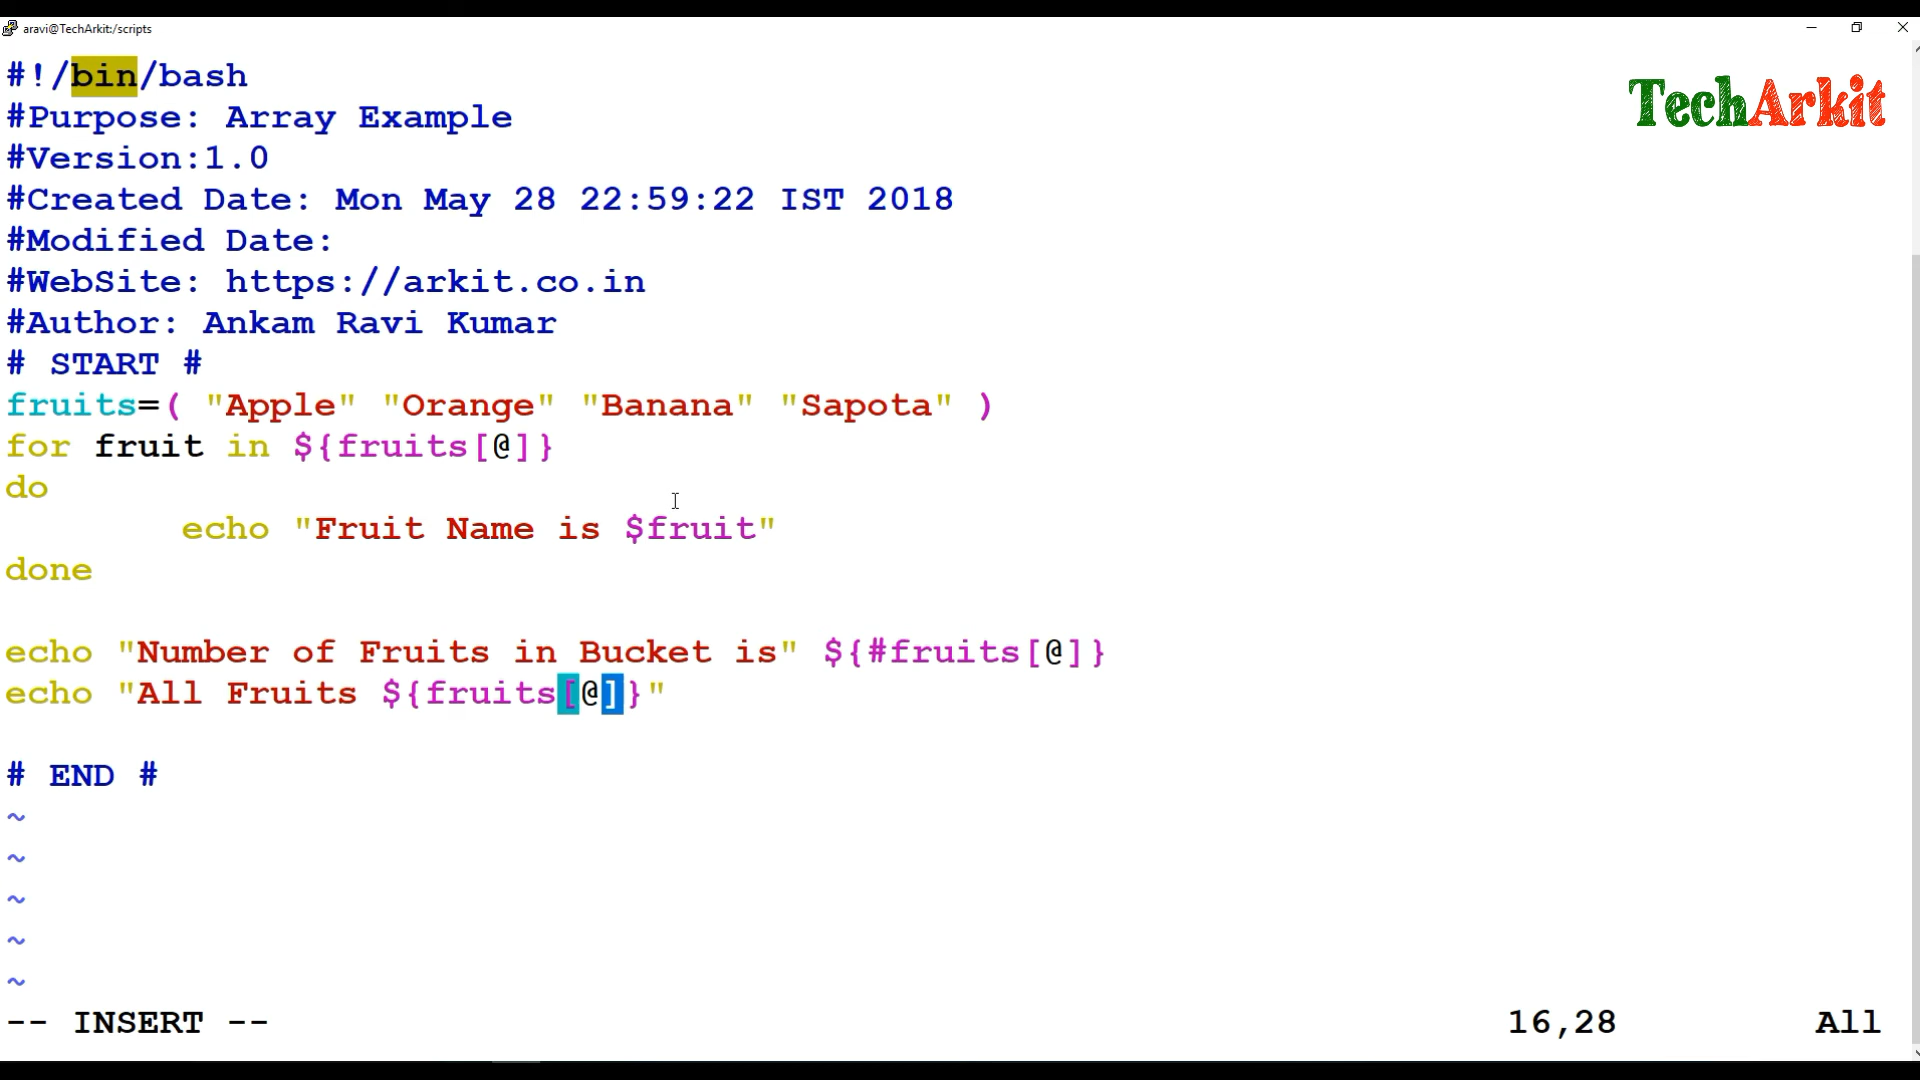 aravi@TechArkit:/scripts
TechArkit
#!/bin/bash
#Purpose: Array Example
#Version:1.0
#Created Date: Mon May 28 22:59:22 IST 2018
#Modified Date:
#WebSite: https://arkit.co.in
#Author: Ankam Ravi Kumar
# START #
fruits=( "Apple" "Orange" "Banana" "Sapota" )
for fruit in ${fruits[@]}
do
        echo "Fruit Name is $fruit"
done
echo "Number of Fruits in Bucket is" ${#fruits[@]}
echo "All Fruits ${fruits[@]}"
# END #
~
~
~
~
~
-- INSERT -- 16,28 All